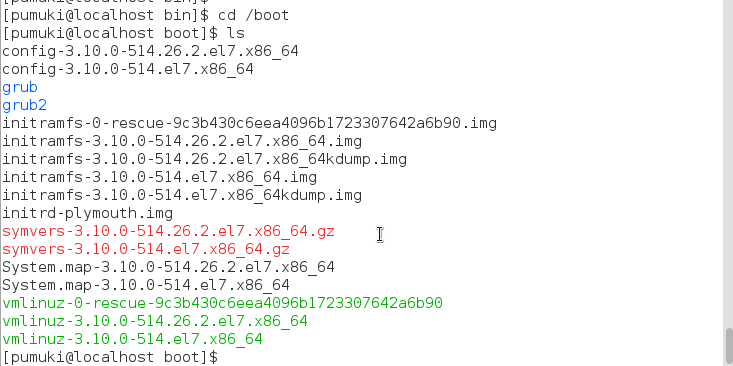 [pumuki@localhost bin]$ cd /boot
[pumuki@localhost boot]$ ls
config-3.10.0-514.26.2.el7.x86_64
config-3.10.0-514.el7.x86_64
grub
grub2
initramfs-0-rescue-9c3b430c6eea4096b1723307642a6b90.img
initramfs-3.10.0-514.26.2.el7.x86_64.img
initramfs-3.10.0-514.26.2.el7.x86_64kdump.img
initramfs-3.10.0-514.el7.x86_64.img
initramfs-3.10.0-514.el7.x86_64kdump.img
initrd-plymouth.img
symvers-3.10.0-514.26.2.el7.x86_64.gz
symvers-3.10.0-514.el7.x86_64.gz
System.map-3.10.0-514.26.2.el7.x86_64
System.map-3.10.0-514.el7.x86_64
vmlinuz-0-rescue-9c3b430c6eea4096b1723307642a6b90
vmlinuz-3.10.0-514.26.2.el7.x86_64
vmlinuz-3.10.0-514.el7.x86_64
[pumuki@localhost boot]$